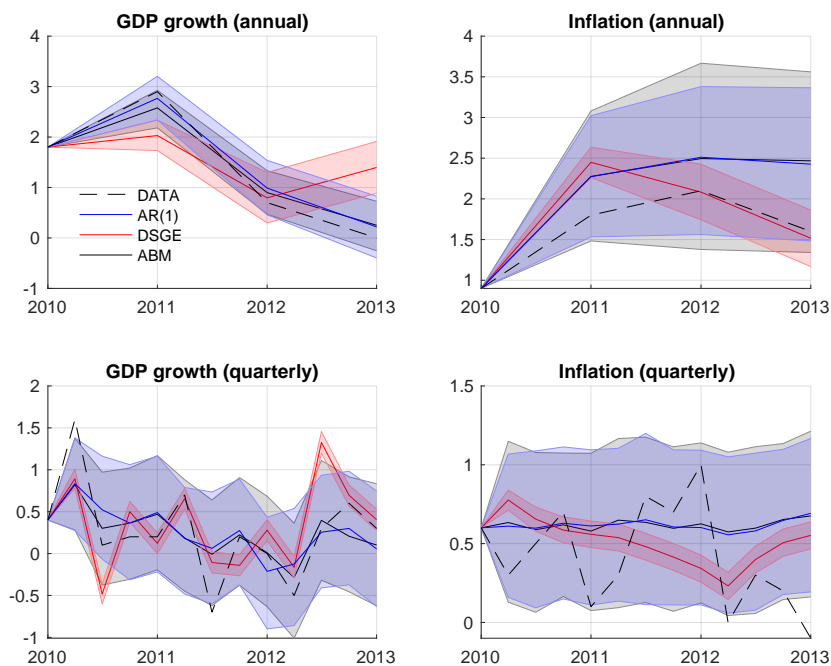 GDP growth (annual)
4
3
2
1
0
-1
2010 2011 2012 2013
DATA
AR(1)
DSGE
ABM
Inflation (annual)
4
3.5
3
2.5
2
1.5
1
2010 2011 2012 2013
GDP growth (quarterly)
2
1.5
1
0.5
0
-0.5
-1
2010 2011 2012 2013
Inflation (quarterly)
1.5
1
0.5
0
2010 2011 2012 2013